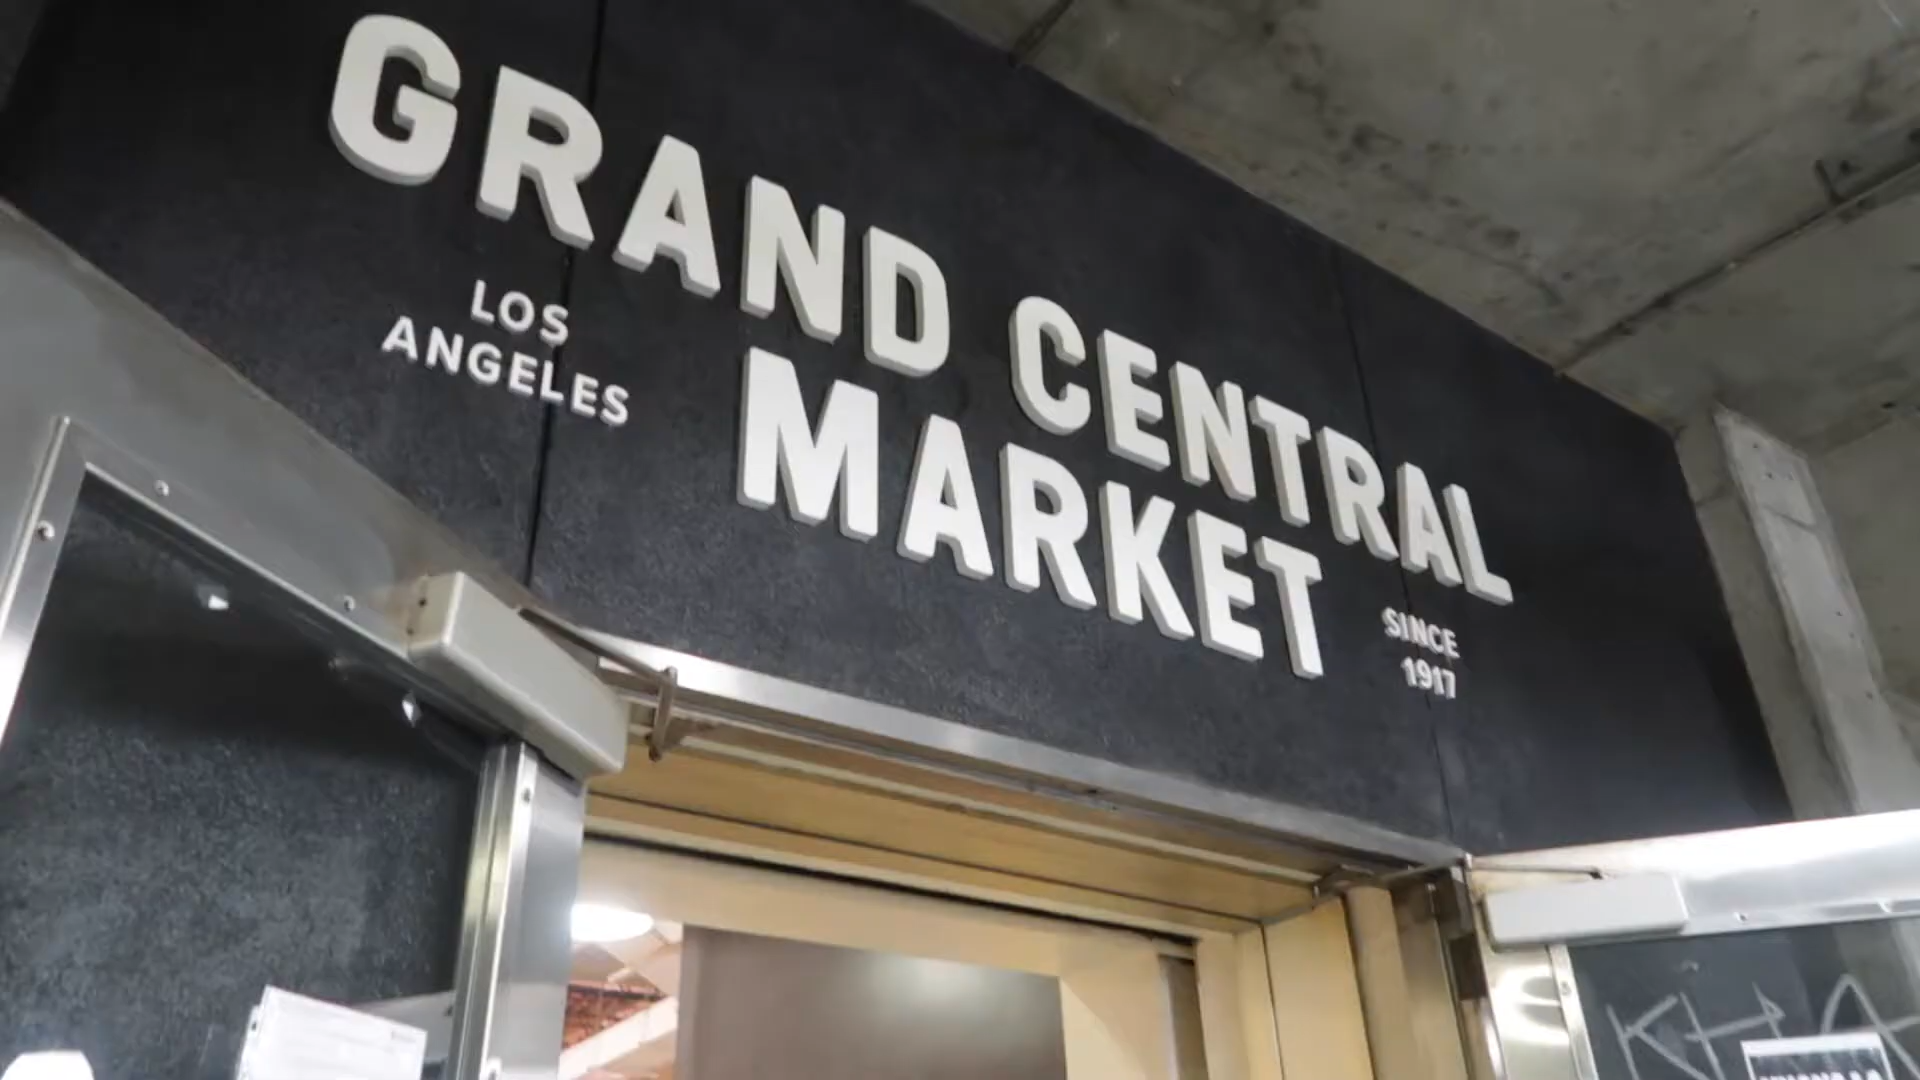 GRAND CENTRAL
MARKET
LOS
ANGELES
SINCE
1917